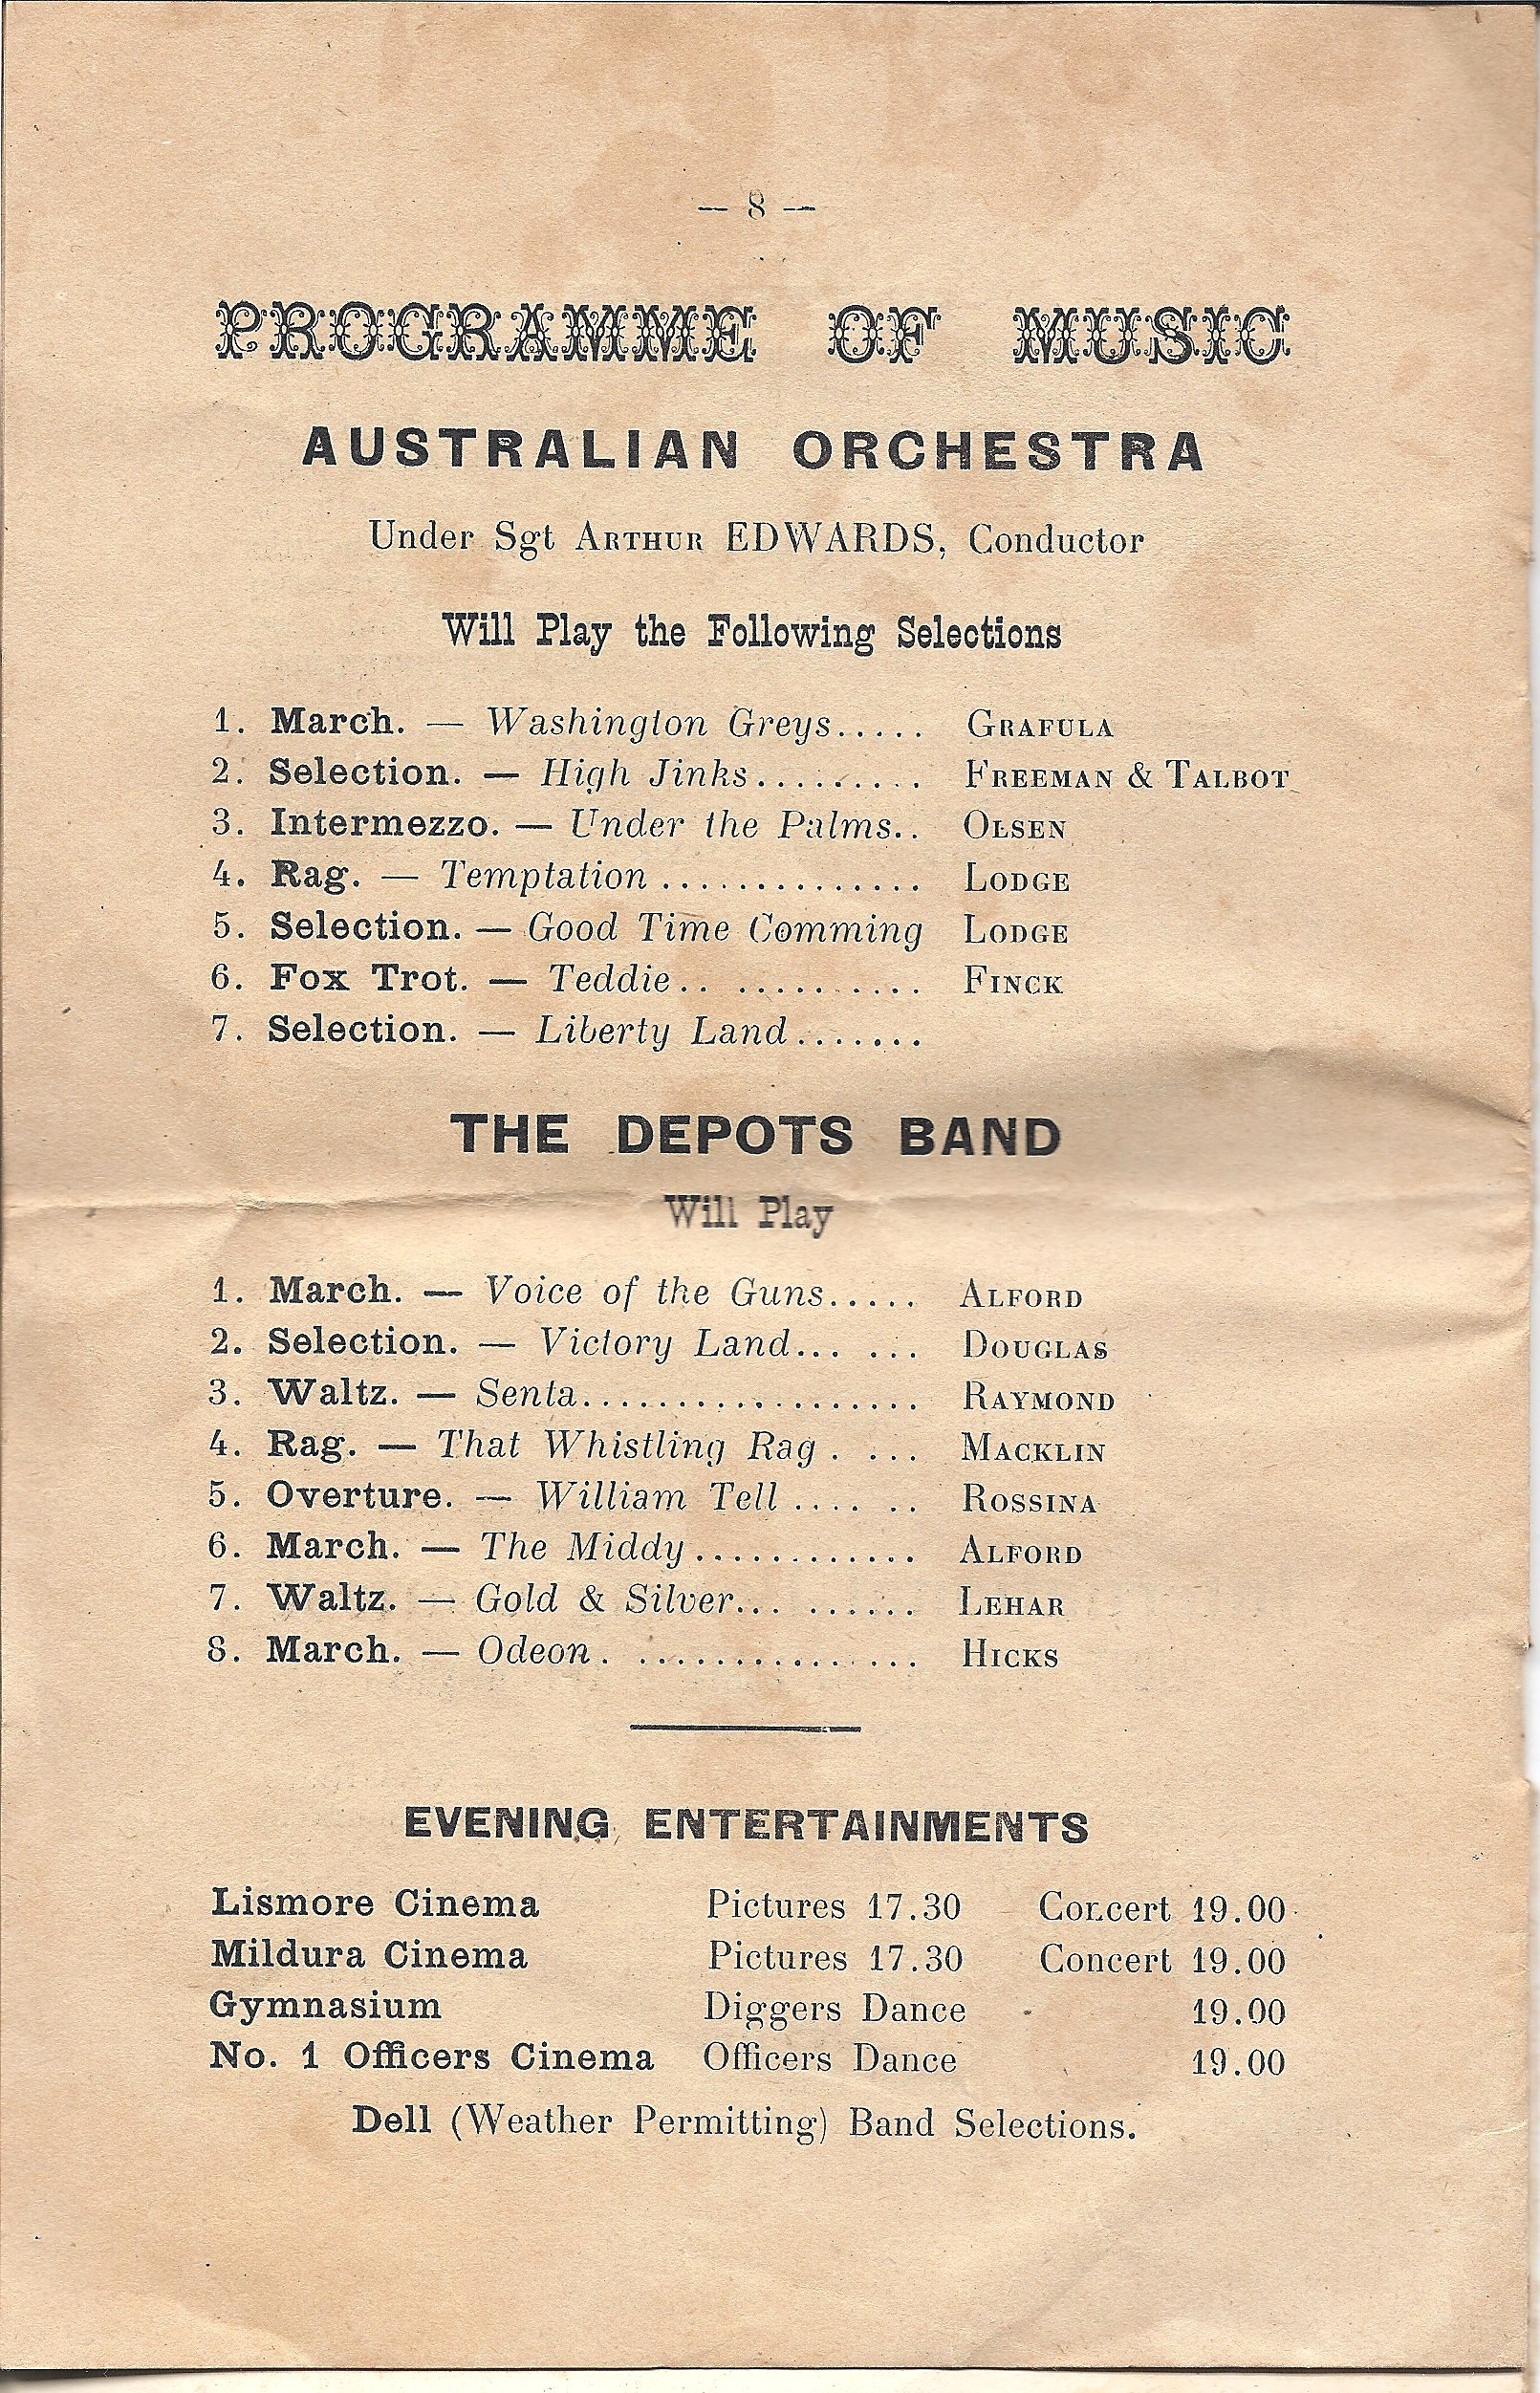 — 8 —
PROGRAMME OF MUSIC
AUSTRALIAN ORCHESTRA
Under Sgt ARTHUR EDWARDS, Conductor
Will Play the Following Selections
1. March. — Washington Greys..... GRAFULA
2. Selection. — High Jinks......... FREEMAN & TALBOT
3. Intermezzo. — Under the Palms.. OLSEN
4. Rag. — Temptation .............. LODGE
5. Selection. — Good Time Comming LODGE
6. Fox Trot. — Teddie.. .......... FINCK
7. Selection. — Liberty Land.......
THE DEPOTS BAND
Will Play
1. March. — Voice of the Guns..... ALFORD
2. Selection. — Victory Land... ... DOUGLAS
3. Waltz. — Senta.................. RAYMOND
4. Rag. — That Whistling Rag . ... MACKLIN
5. Overture. — William Tell .... .. ROSSINA
6. March. — The Middy............ ALFORD
7. Waltz. — Gold & Silver... ...... LEHAR
8. March. — Odeon. ............... HICKS
EVENING ENTERTAINMENTS
Lismore Cinema Pictures 17.30 Concert 19.00
Mildura Cinema Pictures 17.30 Concert 19.00
Gymnasium Diggers Dance 19.00
No. 1 Officers Cinema Officers Dance 19.00
Dell (Weather Permitting) Band Selections.